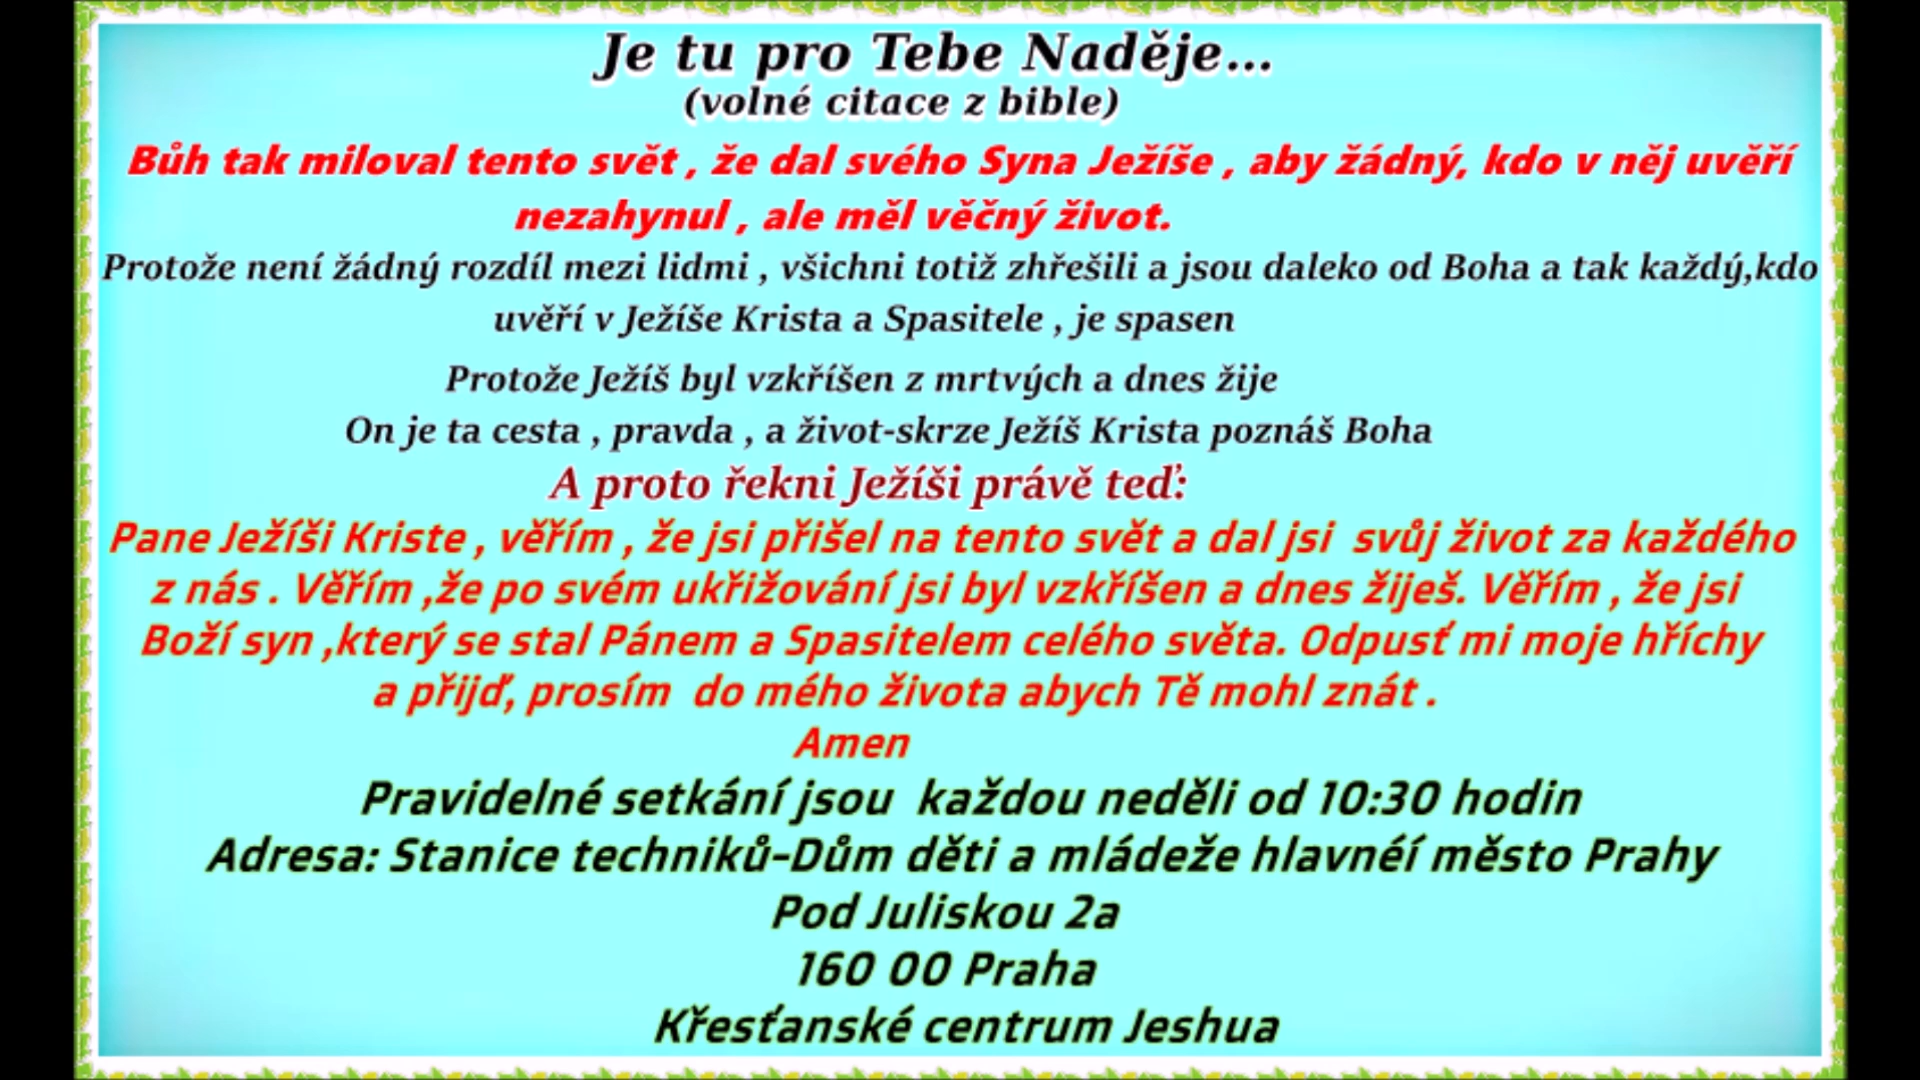 Je tu pro Tebe Naděje...
(volné citace z bible)
Bůh tak miloval tento svět , že dal svého Syna Ježíše , aby žádný, kdo v něj uvěří
nezahynul , ale měl věčný život.
Protože není žádný rozdíl mezi lidmi , všichni totiž zhřešili a jsou daleko od Boha a tak každý,kdo
uvěří v Ježíše Krista a Spasitele , je spasen
Protože Ježíš byl vzkříšen z mrtvých a dnes žije
On je ta cesta , pravda , a život-skrze Ježíš Krista poznáš Boha
A proto řekni Ježíši právě teď:
Pane Ježíši Kriste , věřím , že jsi přišel na tento svět a dal jsi  svůj život za každého
z nás . Věřím ,že po svém ukřižování jsi byl vzkříšen a dnes žiješ. Věřím , že jsi
Boží syn ,který se stal Pánem a Spasitelem celého světa. Odpusť mi moje hříchy
a přijď, prosím  do mého života abych Tě mohl znát .
Amen
Pravidelné setkání jsou  každou neděli od 10:30 hodin
Adresa: Stanice techniků-Dům děti a mládeže hlavnéí město Prahy
Pod Juliskou 2a
160 00 Praha
Křesťanské centrum Jeshua